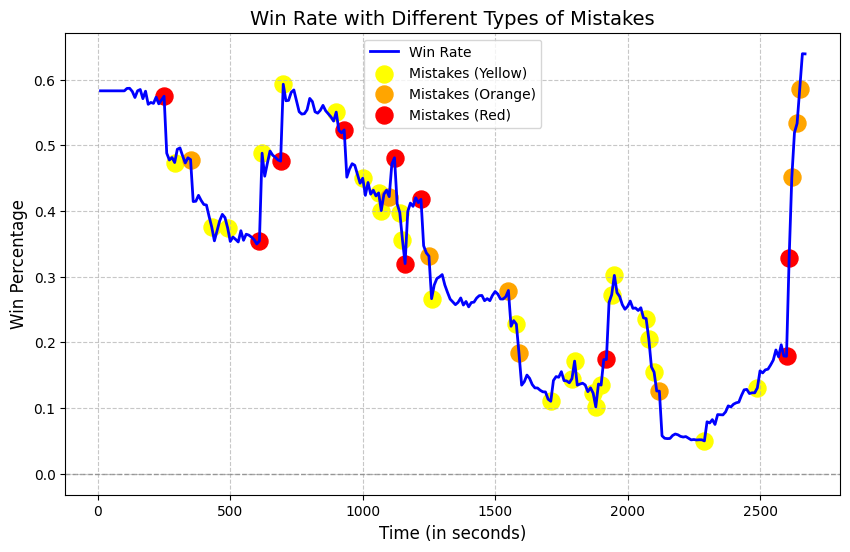 Win Rate with Different Types of Mistakes
Win Rate
Mistakes (Yellow)
Mistakes (Orange)
Mistakes (Red)
Win Percentage
0.6
0.5
0.4
0.3
0.2
0.1
0.0
0 500 1000 1500 2000 2500
Time (in seconds)